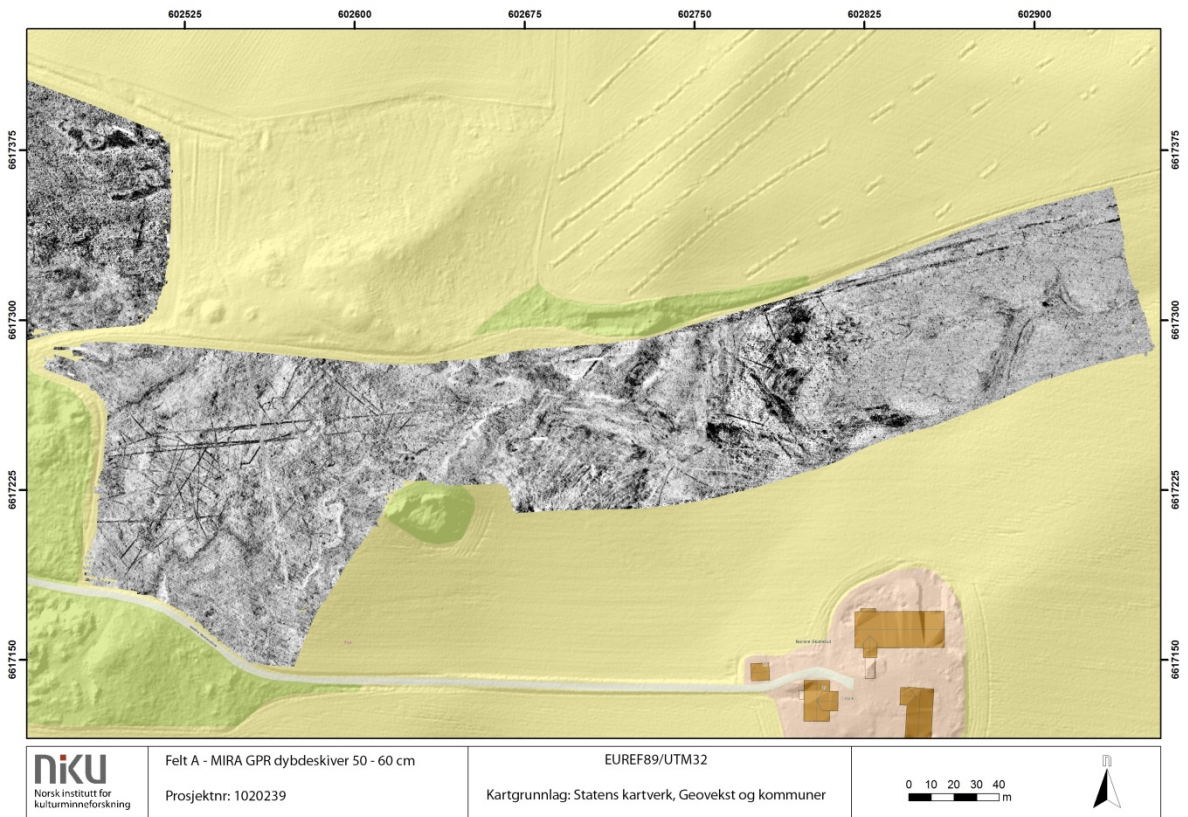 602525 602600 602675 602750 602825 602900
6617375 6617375
6617300 6617300
6617225 6617225
6617150 6617150
niku
Norsk institutt for
kulturminneforskning
Felt A - MIRA GPR dybdeskiver 50 - 60 cm
Prosjektnr: 1020239
EUREF89/UTM32
Kartgrunnlag: Statens kartverk, Geovekst og kommuner
0 10 20 30 40
m
n